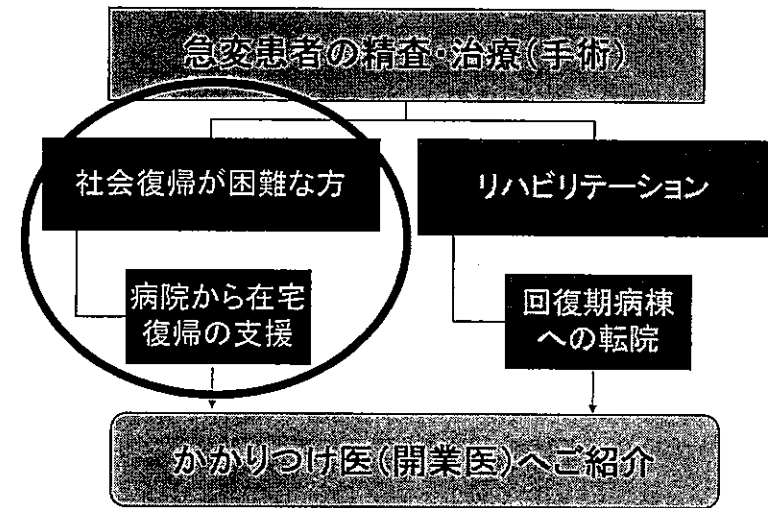 急変患者の精査・治療(手術)
社会復帰が困難な方
リハビリテーション
病院から在宅
復帰の支援
回復期病棟
への転院
かかりつけ医(開業医)へご紹介